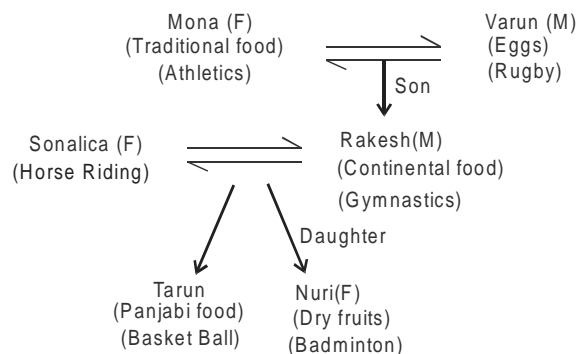 Mona (F)
(Traditional food)
(Athletics)
Varun (M)
(Eggs)
(Rugby)
Son
Sonalica (F)
(Horse Riding)
Rakesh(M)
(Continental food)
(Gymnastics)
Daughter
Tarun
(Panjabi food)
(Basket Ball)
Nuri(F)
(Dry fruits)
(Badminton)